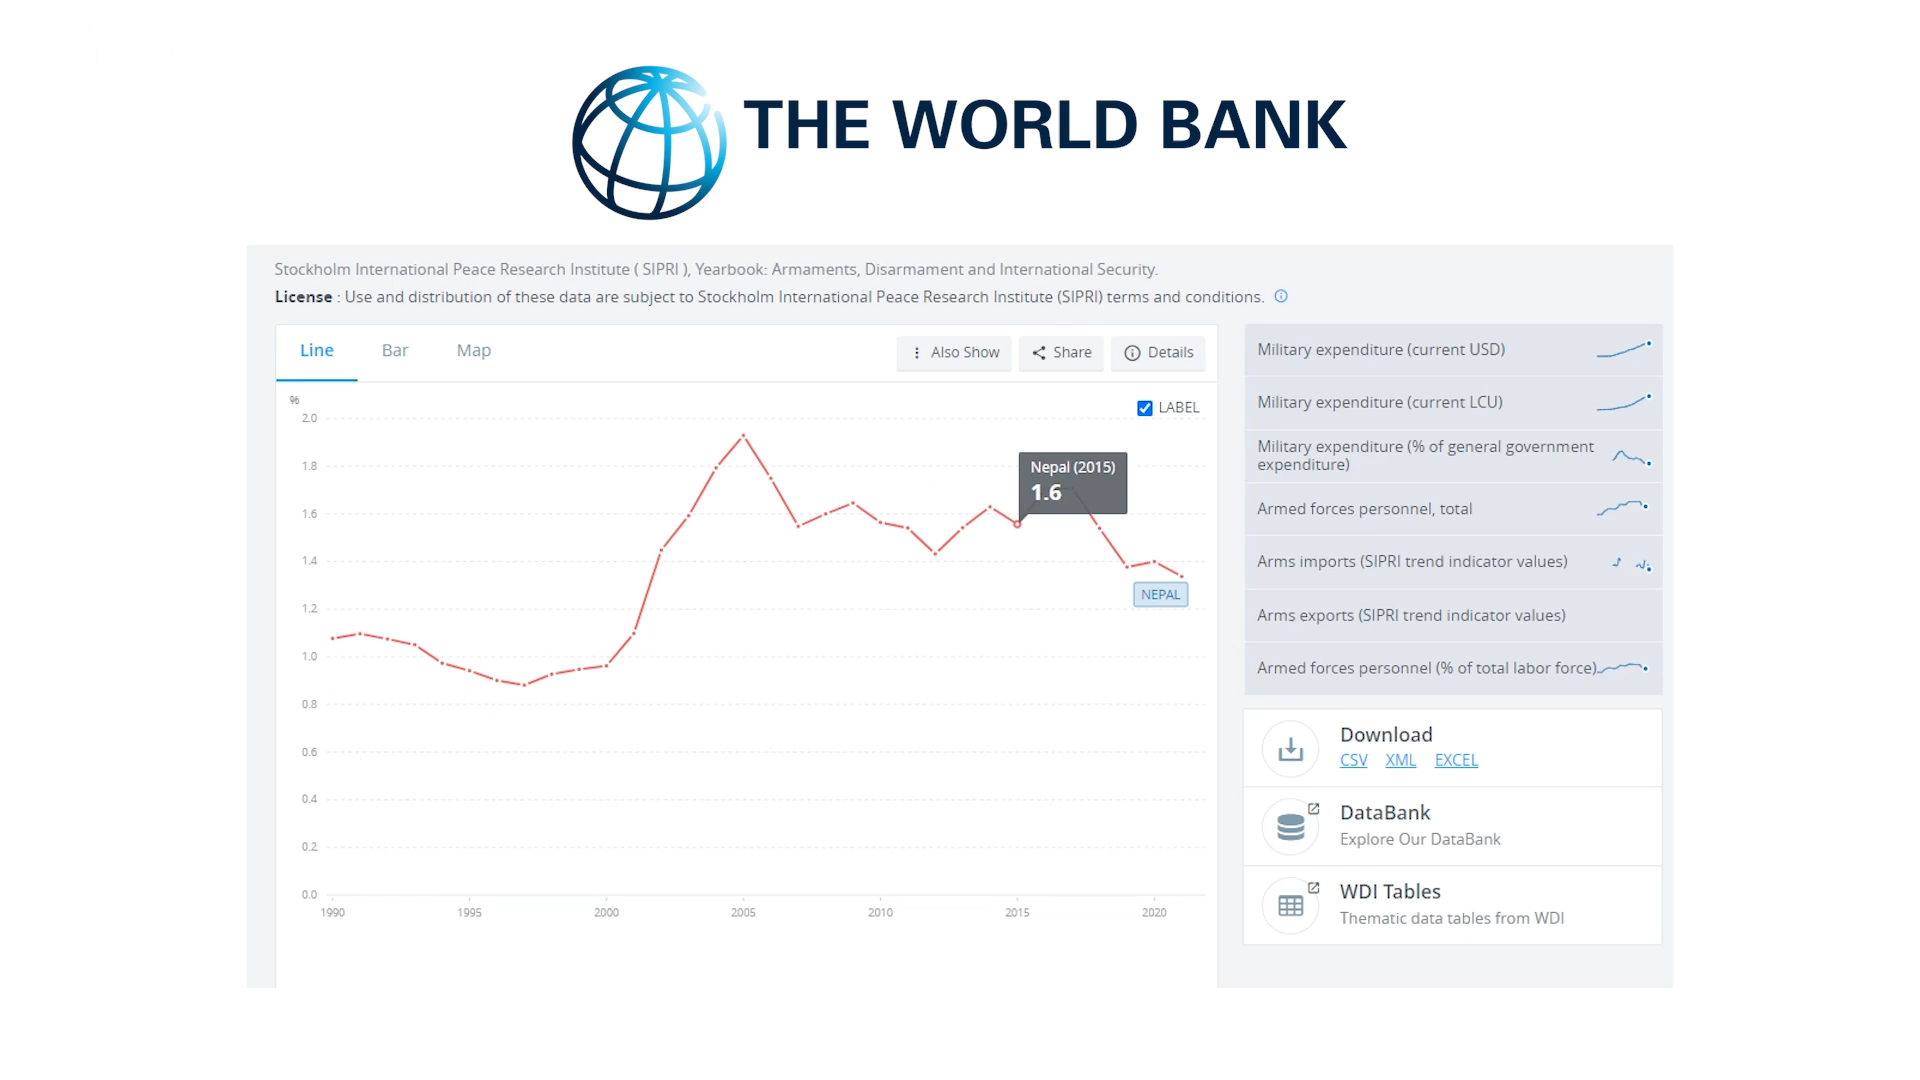 THE WORLD BANK
Stockholm International Peace Research Institute ( SIPRI ), Yearbook: Armaments, Disarmament and International Security.
License : Use and distribution of these data are subject to Stockholm International Peace Research Institute (SIPRI) terms and conditions.
Line Bar Map Also Show Share Details
%
LABEL
2.0
1.8
1.6
1.4
1.2
1.0
0.8
0.6
0.4
0.2
0.0
1990 1995 2000 2005 2010 2015 2020
Nepal (2015)
1.6
NEPAL
Military expenditure (current USD)
Military expenditure (current LCU)
Military expenditure (% of general government
expenditure)
Armed forces personnel, total
Arms imports (SIPRI trend indicator values)
Arms exports (SIPRI trend indicator values)
Armed forces personnel (% of total labor force)
Download
CSV XML EXCEL
DataBank
Explore Our DataBank
WDI Tables
Thematic data tables from WDI